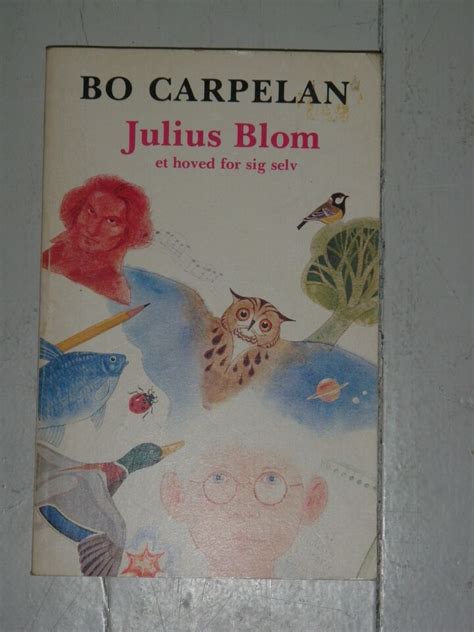 BO CARPELAN
Julius Blom
et hoved for sig selv